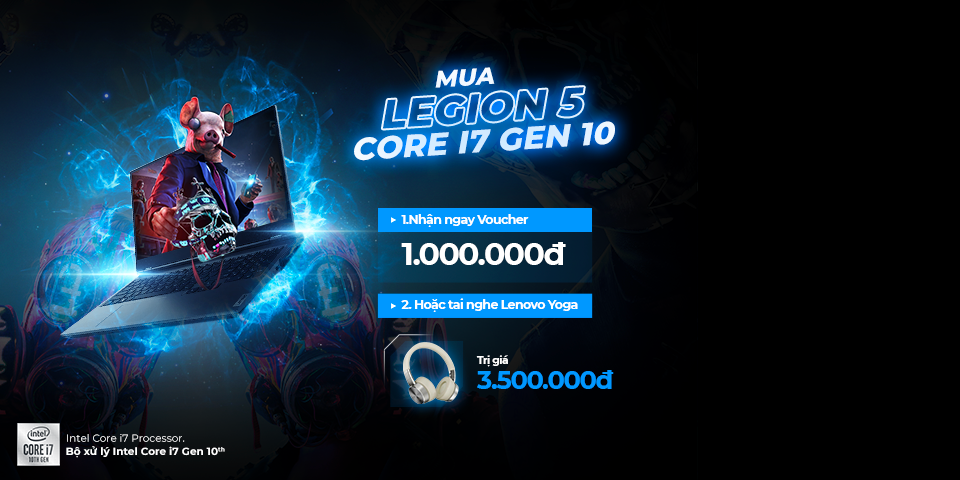 MUA
LEGION 5
CORE I7 GEN 10
1.Nhận ngay Voucher
1.000.000đ
2. Hoặc tai nghe Lenovo Yoga
Trị giá
3.500.000đ
intel
CORE i7
10TH GEN
Intel Core i7 Processor.
Bộ xử lý Intel Core i7 Gen 10th